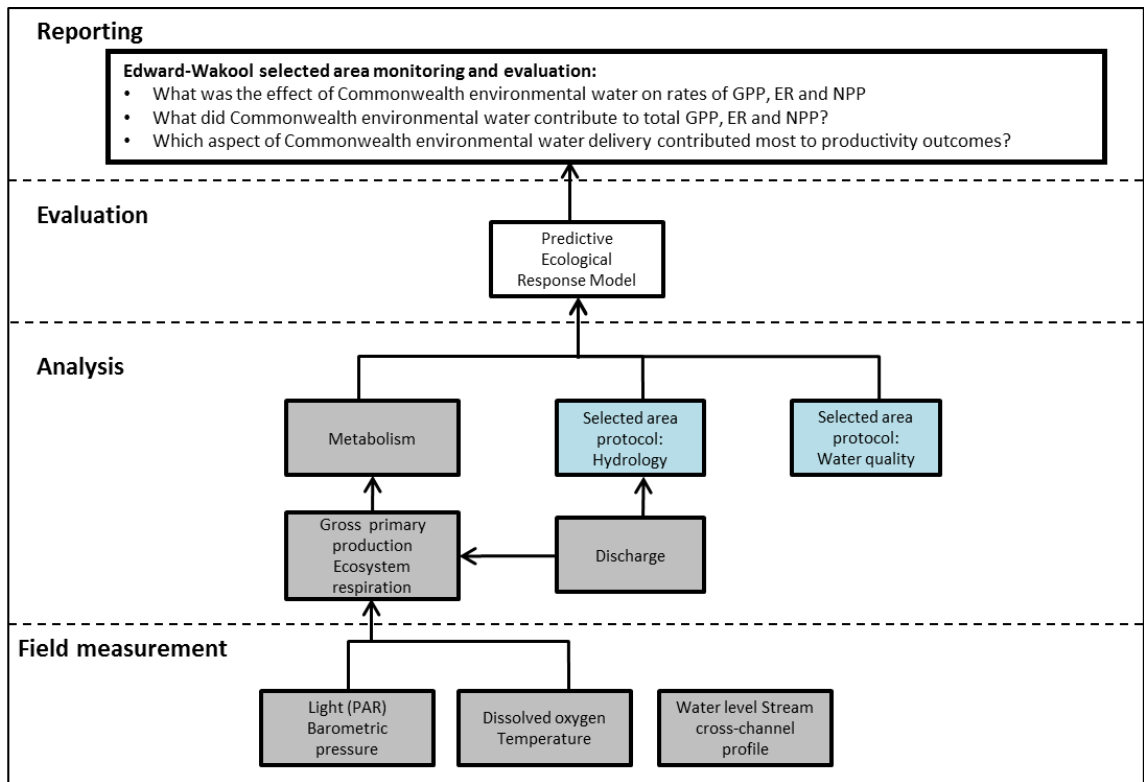 Reporting
Edward-Wakool selected area monitoring and evaluation:
• What was the effect of Commonwealth environmental water on rates of GPP, ER and NPP
• What did Commonwealth environmental water contribute to total GPP, ER and NPP?
• Which aspect of Commonwealth environmental water delivery contributed most to productivity outcomes?
Evaluation
Predictive
Ecological
Response Model
Analysis
Metabolism
Selected area
protocol:
Hydrology
Selected area
protocol:
Water quality
Gross primary
production
Ecosystem
respiration
Discharge
Field measurement
Light (PAR)
Barometric
pressure
Dissolved oxygen
Temperature
Water level Stream
cross-channel
profile